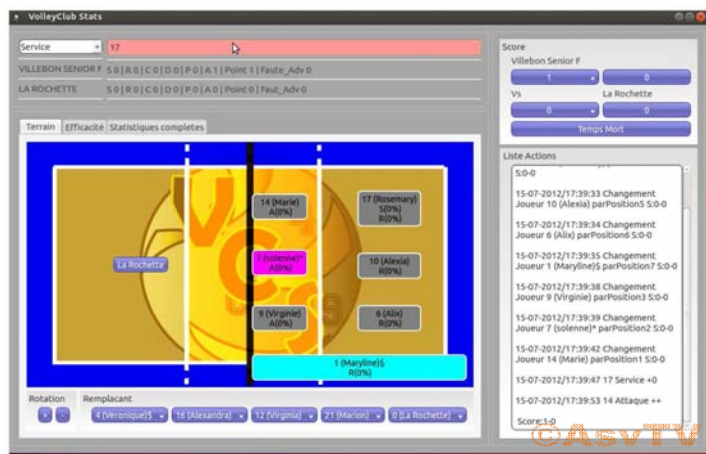 VolleyClub Stats
Service
17
VILLEBON SENIOR F S 0 | R 0 | C 0 | D 0 | P 0 | A 1 | Point 1 | Faute_Adv 0
LA ROCHETTE S 0 | R 0 | C 0 | D 0 | P 0 | A 0 | Point 0 | Faut_Adv 0
Terrain Efficacité Statistiques completes
14 (Marie)
A(0%)
17 (Rosemary)
S(0%)
R(0%)
La Rochette
7 (solenne)*
A(0%)
10 (Alexia)
R(0%)
9 (Virginie)
A(0%)
6 (Alix)
R(0%)
1 (Maryline)$
R(0%)
VCS
Rotation
+ -
Remplacant
4 (Veronique)$ 16 (Alexandra) 12 (Virginia) 21 (Marion) 0 (La Rochette)
Score
Villebon Senior F
1 0
Vs La Rochette
0 0
Temps Mort
Liste Actions
S:0-0
15-07-2012/17:39:33 Changement
Joueur 10 (Alexia) parPosition5 S:0-0
15-07-2012/17:39:34 Changement
Joueur 6 (Alix) parPosition6 S:0-0
15-07-2012/17:39:35 Changement
Joueur 1 (Maryline)$ parPosition7 S:0-0
15-07-2012/17:39:38 Changement
Joueur 9 (Virginie) parPosition3 S:0-0
15-07-2012/17:39:39 Changement
Joueur 7 (solenne)* parPosition2 S:0-0
15-07-2012/17:39:42 Changement
Joueur 14 (Marie) parPosition1 S:0-0
15-07-2012/17:39:47 17 Service +0
15-07-2012/17:39:53 14 Attaque ++
Score:1-0
©AsvTV